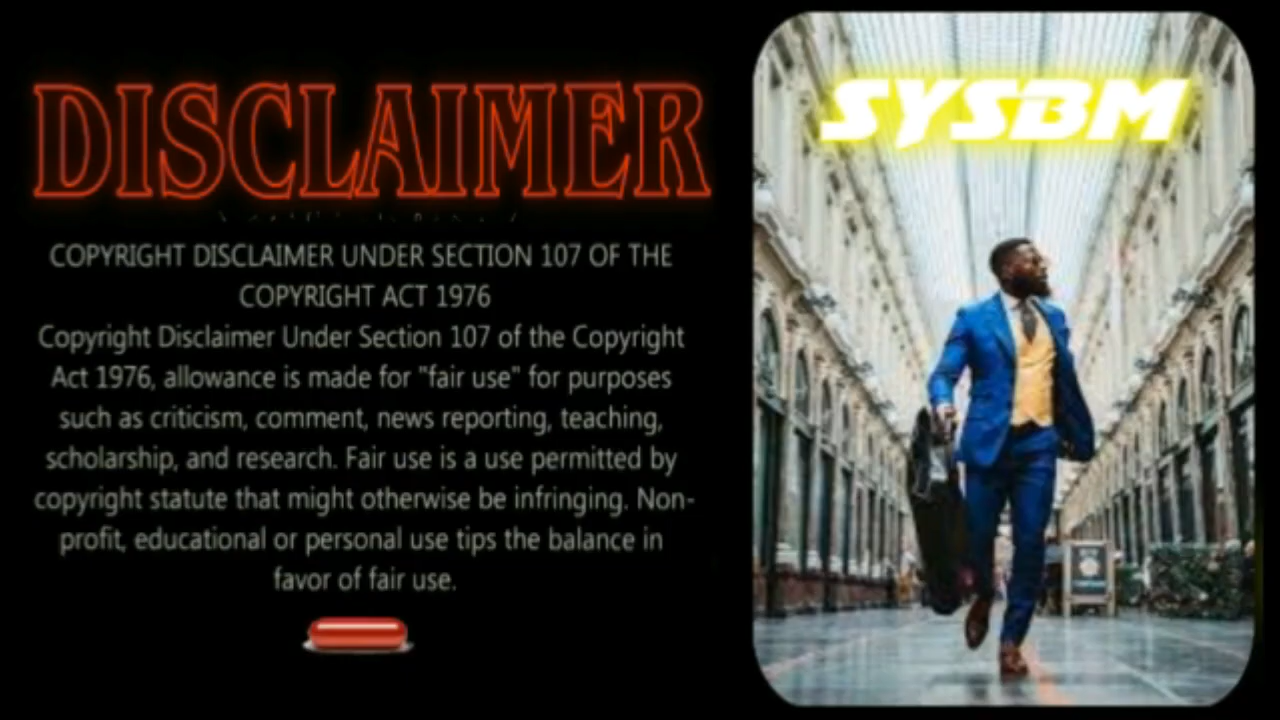 DISCLAIMER
COPYRIGHT DISCLAIMER UNDER SECTION 107 OF THE
COPYRIGHT ACT 1976
Copyright Disclaimer Under Section 107 of the Copyright
Act 1976, allowance is made for "fair use" for purposes
such as criticism, comment, news reporting, teaching,
scholarship, and research. Fair use is a use permitted by
copyright statute that might otherwise be infringing. Non-
profit, educational or personal use tips the balance in
favor of fair use.
SYSBM